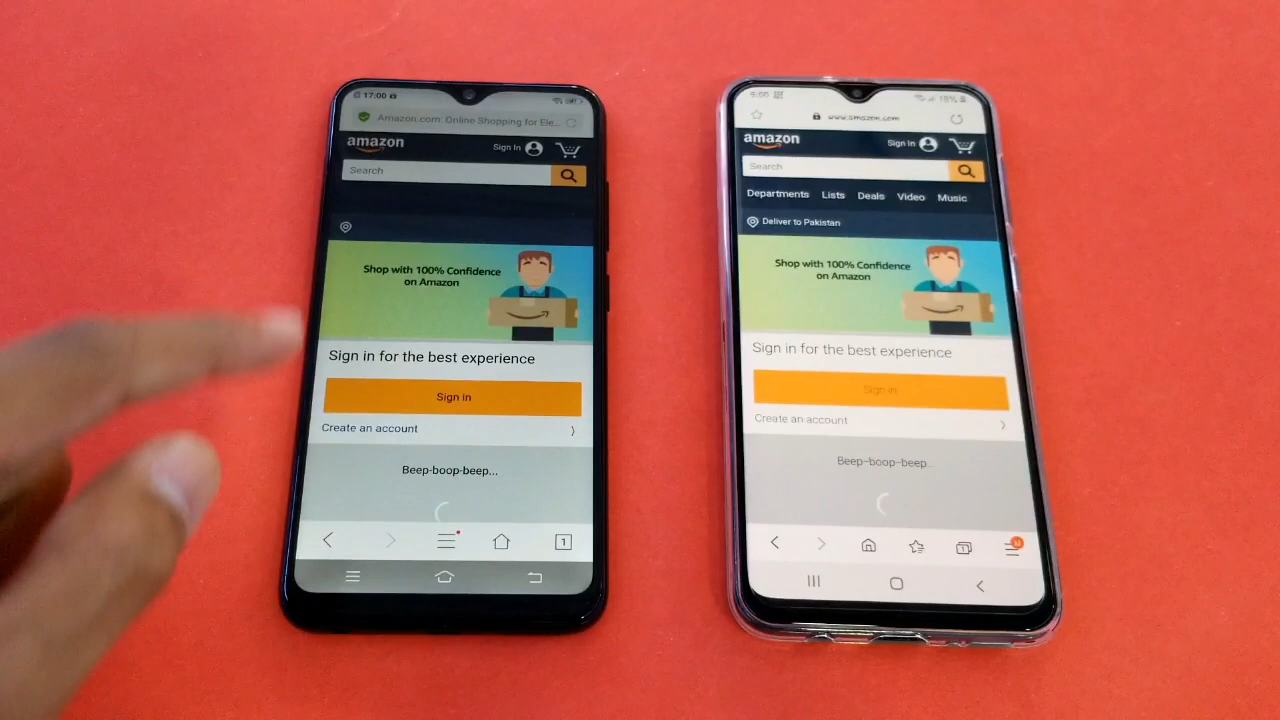 17:00
Amazon.com: Online Shopping for Ele...
amazon
Sign In
Search
Shop with 100% Confidence
on Amazon
Sign in for the best experience
Sign in
Create an account
Beep-boop-beep...
1
18%
www.amazon.com
amazon
Sign In
Search
Departments Lists Deals Video Music
Deliver to Pakistan
Shop with 100% Confidence
on Amazon
Sign in for the best experience
Sign in
Create an account
Beep-boop-beep...
1